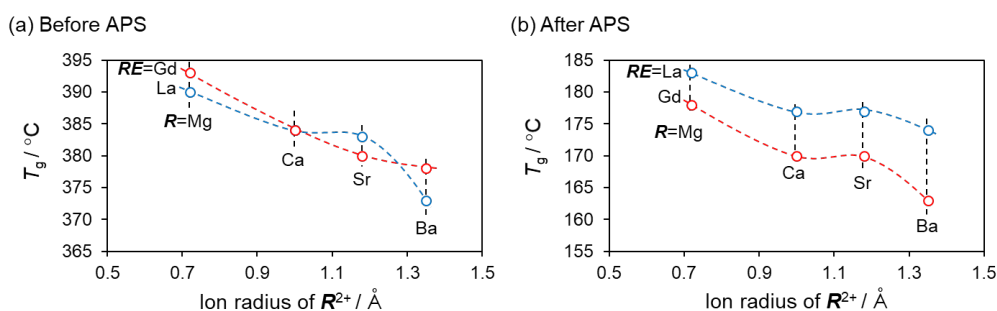 (a) Before APS
395
390
385
380
375
370
365
RE=Gd
La
R=Mg
Ca
Sr
Ba
0.5 0.7 0.9 1.1 1.3 1.5
Tg / °C
Ion radius of R2+ / Å
(b) After APS
185
180
175
170
165
160
155
RE=La
Gd
R=Mg
Ca
Sr
Ba
0.5 0.7 0.9 1.1 1.3 1.5
Tg / °C
Ion radius of R2+ / Å